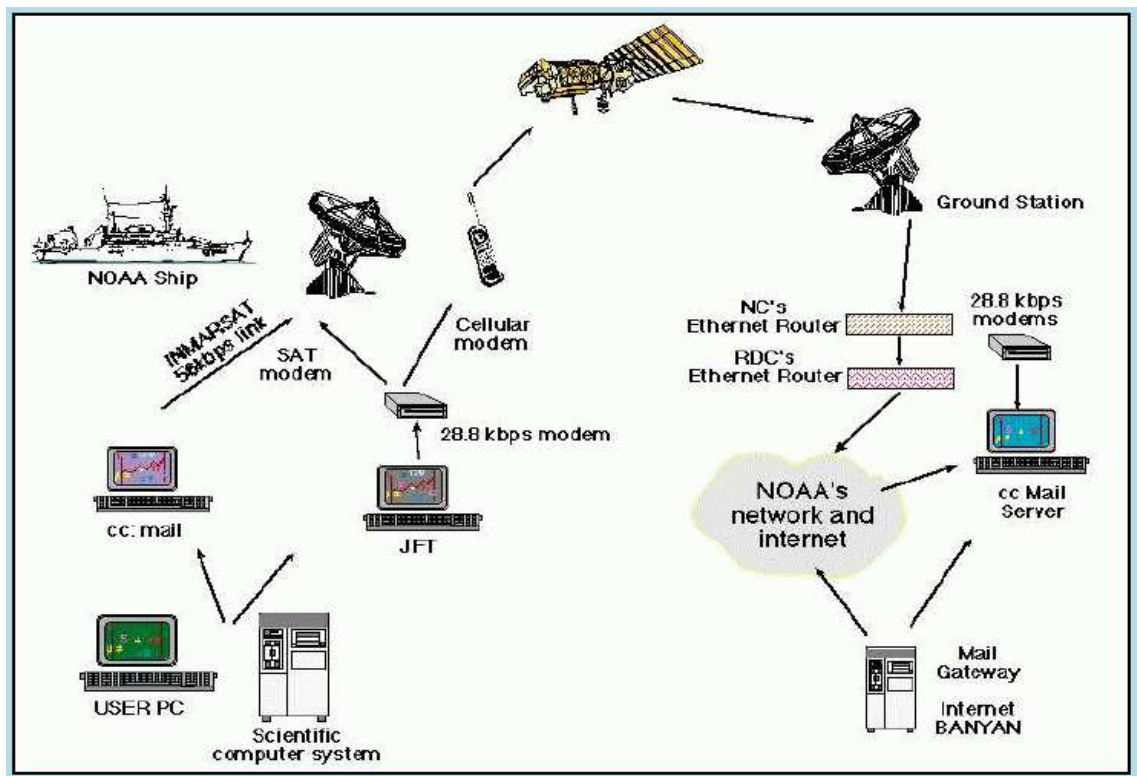 Ground Station
NOAA Ship
NC's
Ethernet Router
28.8 kbps
modems
Cellular
modem
INMARSAT
56kbps link
SAT
modem
RDC's
Ethernet Router
28.8 kbps modem
cc: mail
JFT
NOAA's
network and
internet
cc Mail
Server
USER PC
Scientific
computer system
Mail
Gateway
Internet
BANYAN